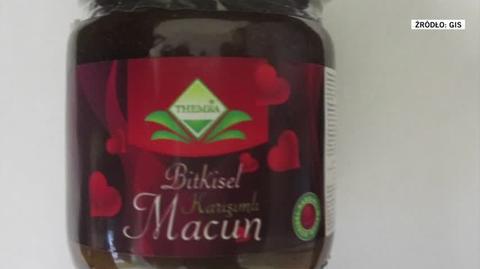 ŹRÓDŁO: GIS
THEMRA
Bitkisel
Karışımlı
Macun